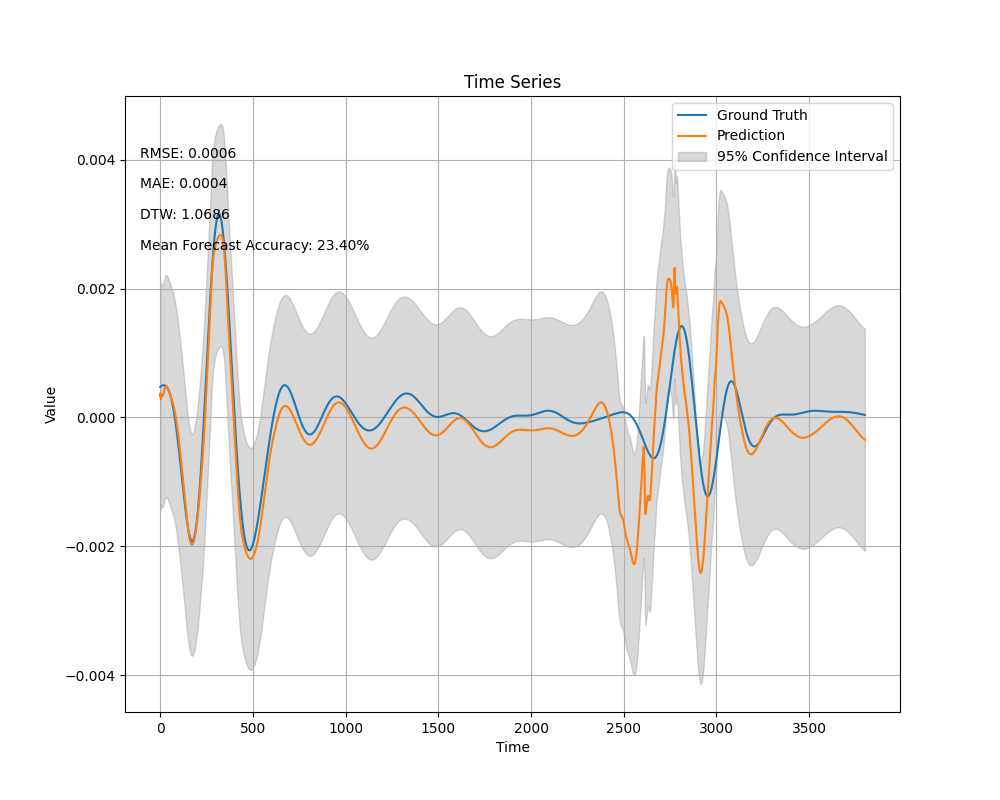 Time Series
Ground Truth
Prediction
95% Confidence Interval
RMSE: 0.0006
MAE: 0.0004
DTW: 1.0686
Mean Forecast Accuracy: 23.40%
0.004
0.002
0.000
−0.002
−0.004
Value
0 500 1000 1500 2000 2500 3000 3500
Time